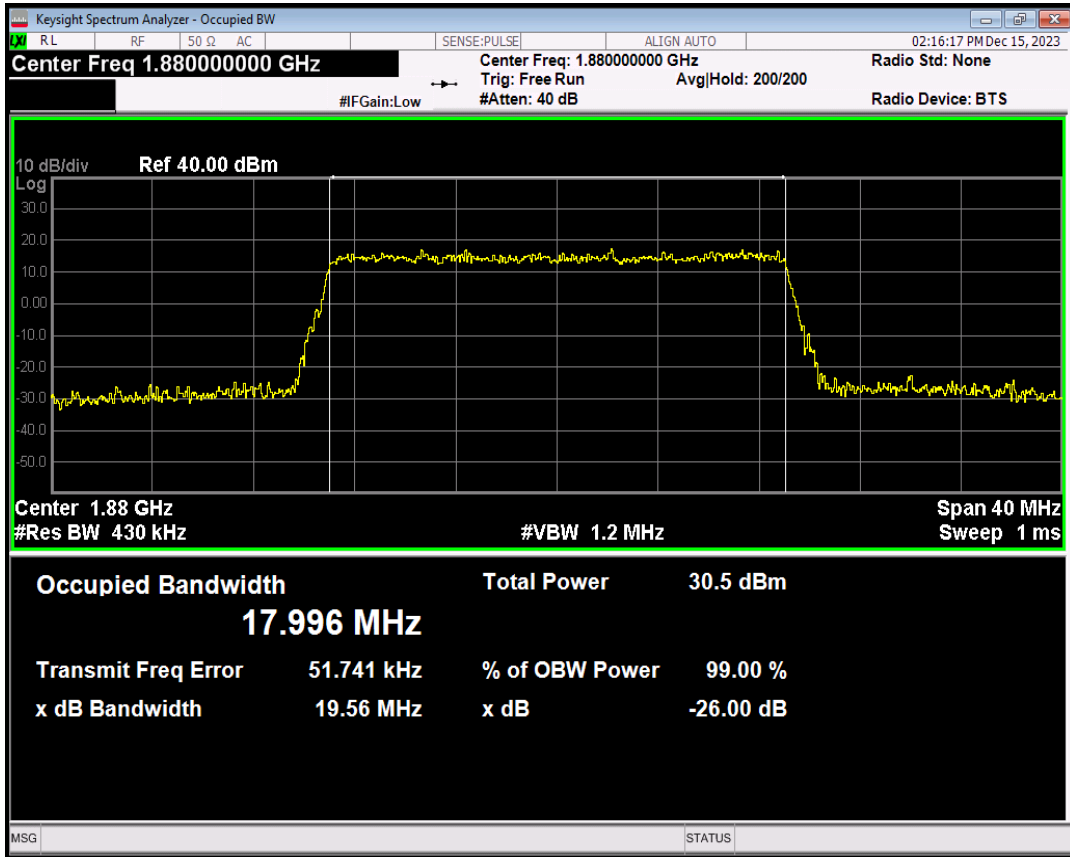 Keysight Spectrum Analyzer - Occupied BW
LXI RL RF 50 Ω AC SENSE:PULSE ALIGN AUTO 02:16:17 PM Dec 15, 2023
Center Freq 1.880000000 GHz Center Freq: 1.880000000 GHz Radio Std: None
Trig: Free Run Avg|Hold: 200/200
#IFGain:Low #Atten: 40 dB Radio Device: BTS
10 dB/div Ref 40.00 dBm
Log
30.0
20.0
10.0
0.00
-10.0
-20.0
-30.0
-40.0
-50.0
Center 1.88 GHz Span 40 MHz
#Res BW 430 kHz #VBW 1.2 MHz Sweep 1 ms
Occupied Bandwidth Total Power 30.5 dBm
17.996 MHz
Transmit Freq Error 51.741 kHz % of OBW Power 99.00 %
x dB Bandwidth 19.56 MHz x dB -26.00 dB
MSG STATUS